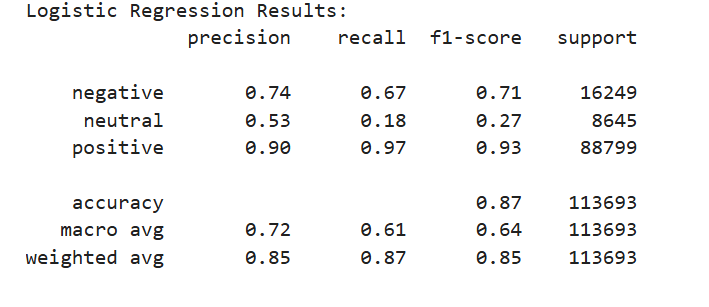 Logistic Regression Results:
precision recall f1-score support
negative 0.74 0.67 0.71 16249
neutral 0.53 0.18 0.27 8645
positive 0.90 0.97 0.93 88799
accuracy 0.87 113693
macro avg 0.72 0.61 0.64 113693
weighted avg 0.85 0.87 0.85 113693